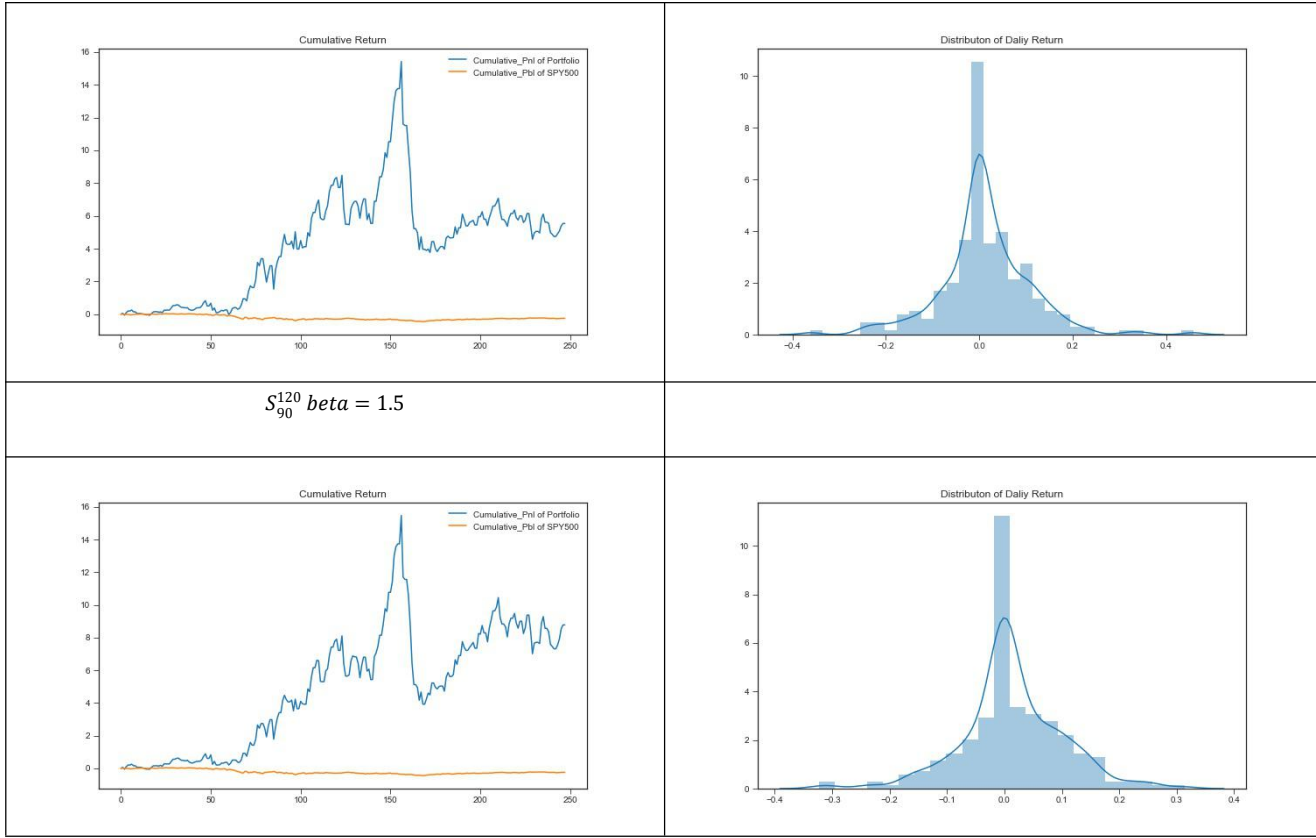 Cumulative Return
Cumulative_Pnl of Portfolio
Cumulative_Pbl of SPY500
16
14
12
10
8
6
4
2
0
0 50 100 150 200 250
Distributon of Daliy Return
10
8
6
4
2
0
−0.4 −0.2 0.0 0.2 0.4
S_{90}^{120} beta = 1.5
Cumulative Return
Cumulative_Pnl of Portfolio
Cumulative_Pbl of SPY500
16
14
12
10
8
6
4
2
0
0 50 100 150 200 250
Distributon of Daliy Return
10
8
6
4
2
0
−0.4 −0.3 −0.2 −0.1 0.0 0.1 0.2 0.3 0.4